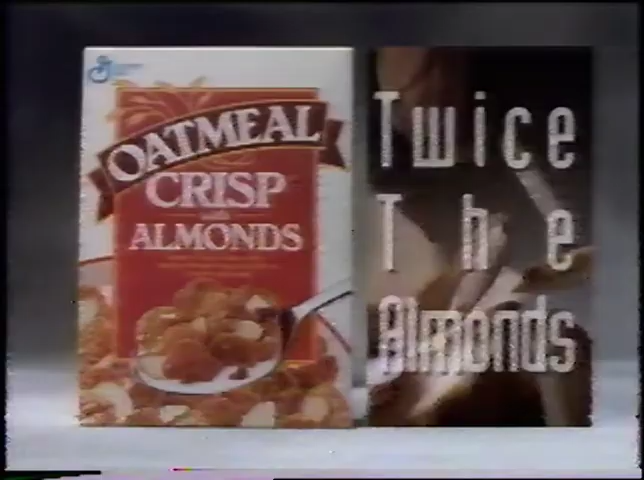 OATMEAL
CRISP
with
ALMONDS
Twice
The
Almonds